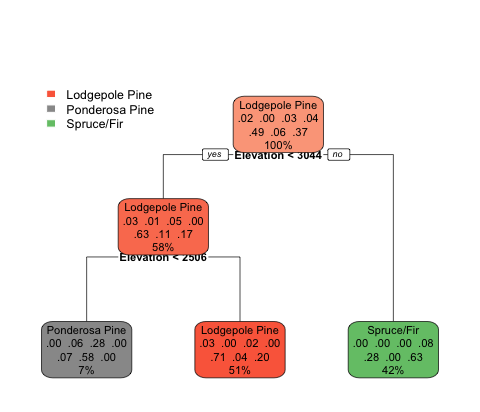 Lodgepole Pine
Ponderosa Pine
Spruce/Fir
Lodgepole Pine
.02 .00 .03 .04
.49 .06 .37
100%
yes Elevation < 3044 no
Lodgepole Pine
.03 .01 .05 .00
.63 .11 .17
58%
Elevation < 2506
Ponderosa Pine
.00 .06 .28 .00
.07 .58 .00
7%
Lodgepole Pine
.03 .00 .02 .00
.71 .04 .20
51%
Spruce/Fir
.00 .00 .00 .08
.28 .00 .63
42%